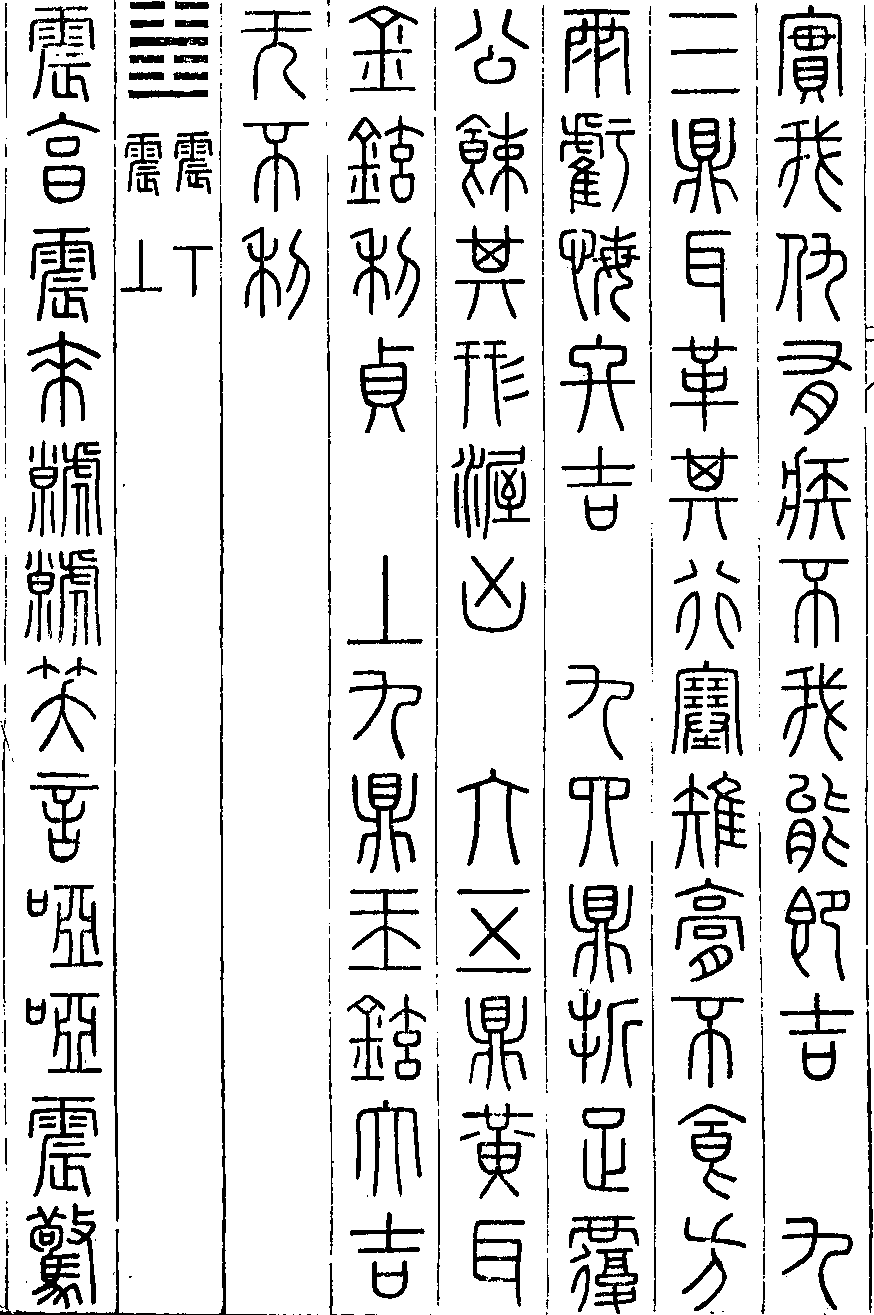 實我仇有疾不我能即吉　九
三鼎耳革其行塞雉膏不食方
雨虧悔終吉　九四鼎折足覆
公餗其形渥凶　六五鼎黃耳
金鉉利貞　上九鼎玉鉉大吉
无不利
䷲震下震上
震亨震來虩虩笑言啞啞震驚